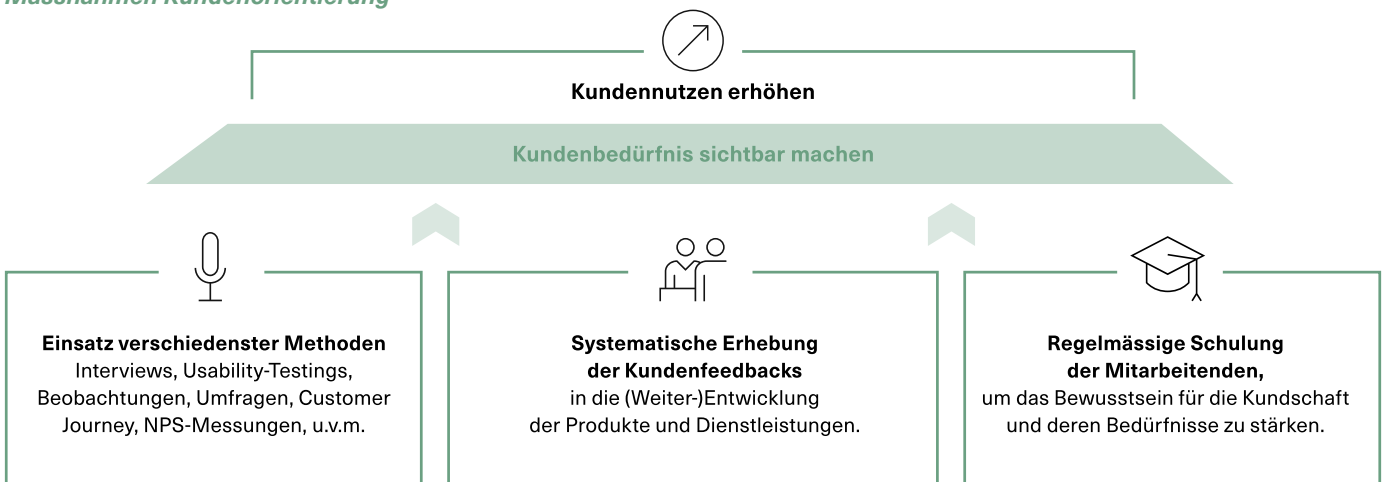 Massnahmen Kundenorientierung
Kundennutzen erhöhen
Kundenbedürfnis sichtbar machen
Einsatz verschiedenster Methoden
Interviews, Usability-Testings,
Beobachtungen, Umfragen, Customer
Journey, NPS-Messungen, u.v.m.
Systematische Erhebung
der Kundenfeedbacks
in die (Weiter-)Entwicklung
der Produkte und Dienstleistungen.
Regelmässige Schulung
der Mitarbeitenden,
um das Bewusstsein für die Kundschaft
und deren Bedürfnisse zu stärken.